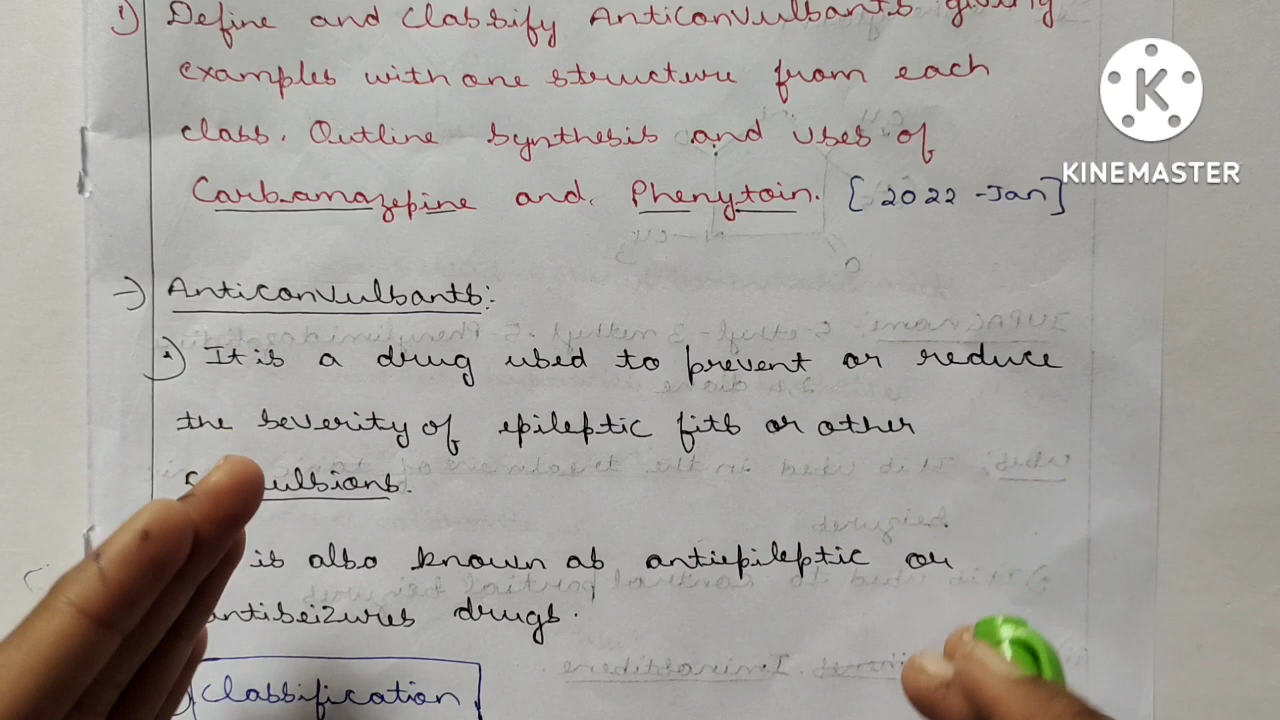 1) Define and Classify Anticonvulsants giving
examples with one structure from each
class. Outline synthesis and uses of
Carbamazepine and Phenytoin. [2022 -Jan]
K
KINEMASTER
→) Anticonvulsants:
i) It is a drug used to prevent or reduce
the severity of epileptic fits or other
is also known as antiepileptic or
antiseizures drugs.
Classification